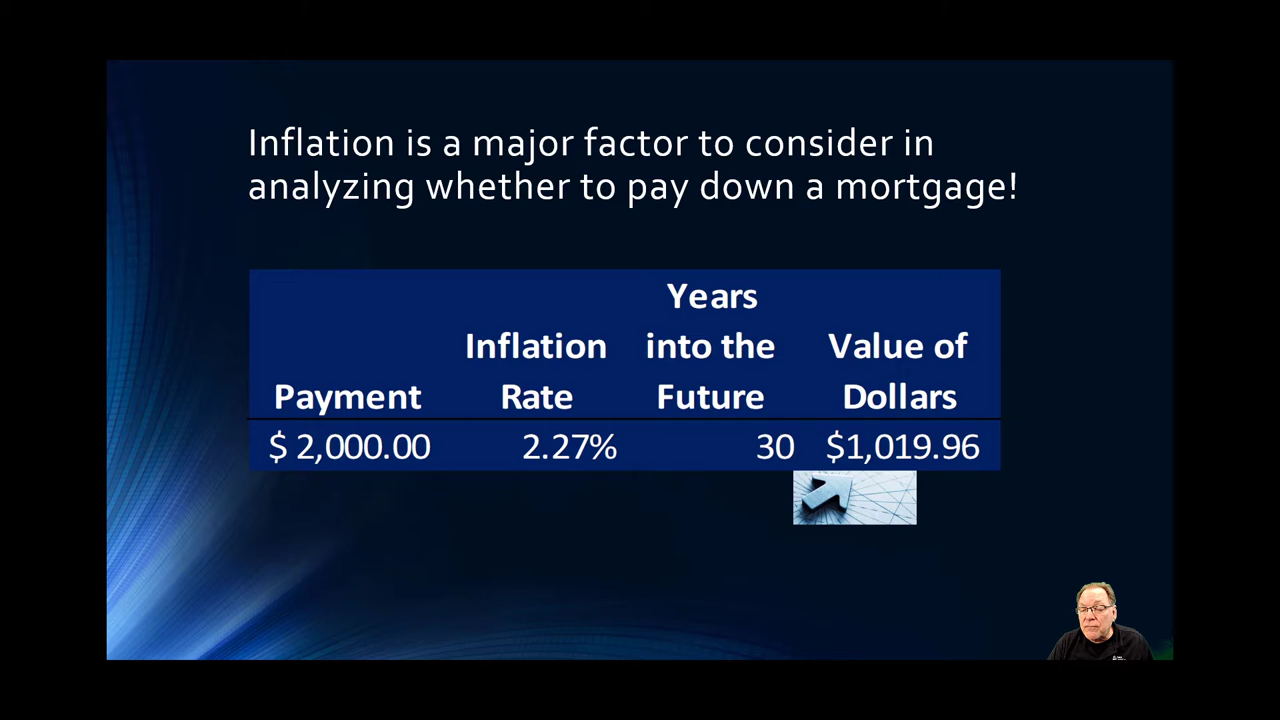 Inflation is a major factor to consider in
analyzing whether to pay down a mortgage!
Years
Inflation into the Value of
Payment Rate Future Dollars
$ 2,000.00 2.27% 30 $1,019.96